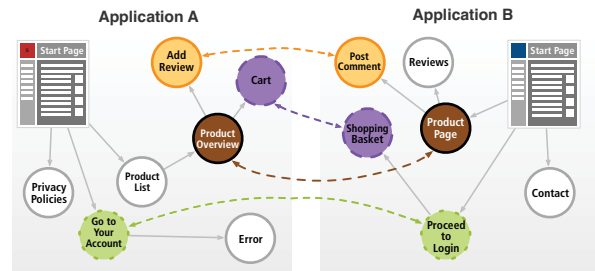 Application A
Application B
Start Page
Add
Review
Cart
Product
Overview
Product
List
Privacy
Policies
Go to
Your
Account
Error
Post
Comment
Reviews
Start Page
Shopping
Basket
Product
Page
Contact
Proceed
to
Login